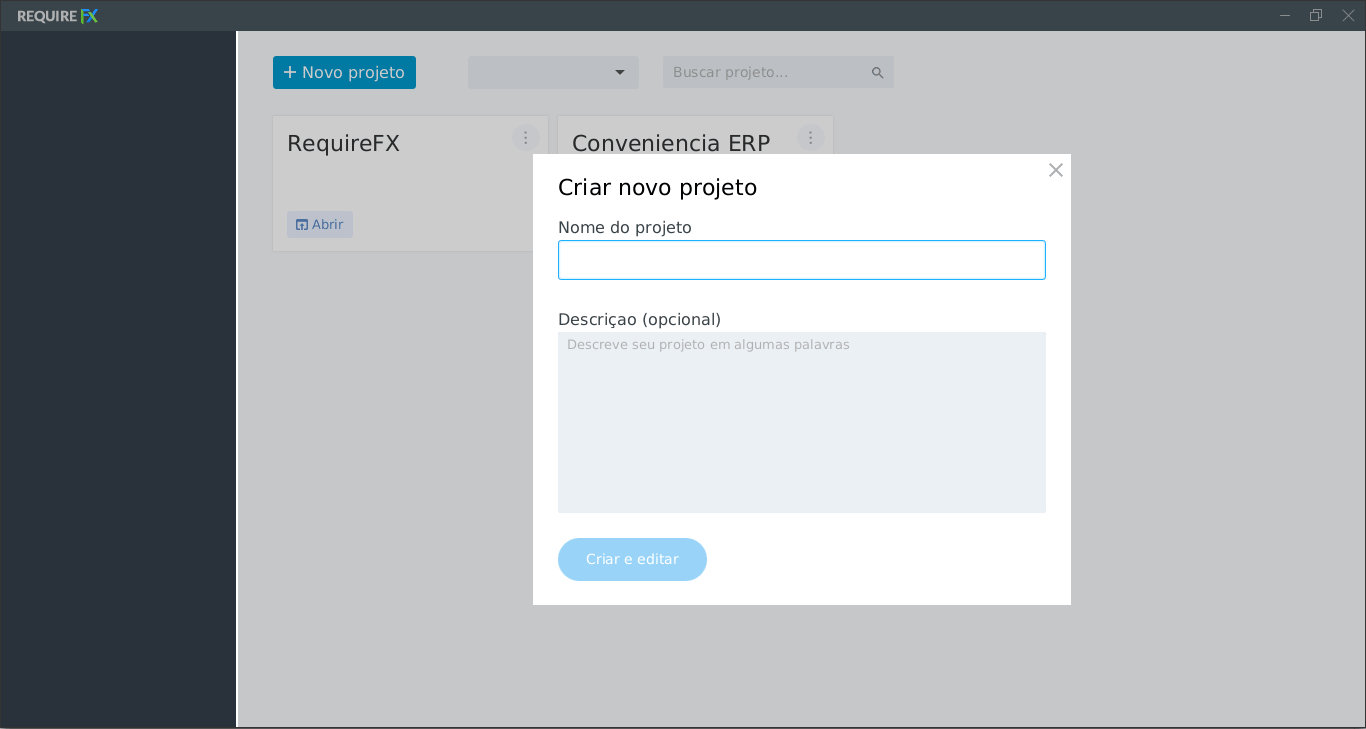 REQUIRE FX
Novo projeto
Buscar projeto...
RequireFX
Conveniencia ERP
Abrir
Criar novo projeto
Nome do projeto
Descriçao (opcional)
Descreve seu projeto em algumas palavras
Criar e editar